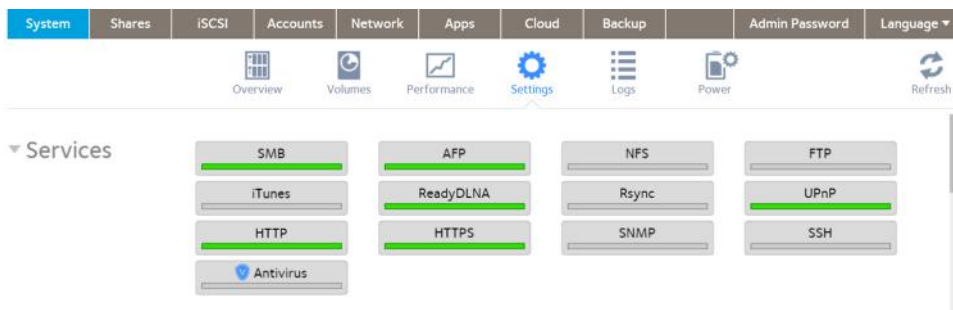 System Shares iSCSI Accounts Network Apps Cloud Backup Admin Password Language
Overview Volumes Performance Settings Logs Power Refresh
Services
SMB AFP NFS FTP
iTunes ReadyDLNA Rsync UPnP
HTTP HTTPS SNMP SSH
Antivirus